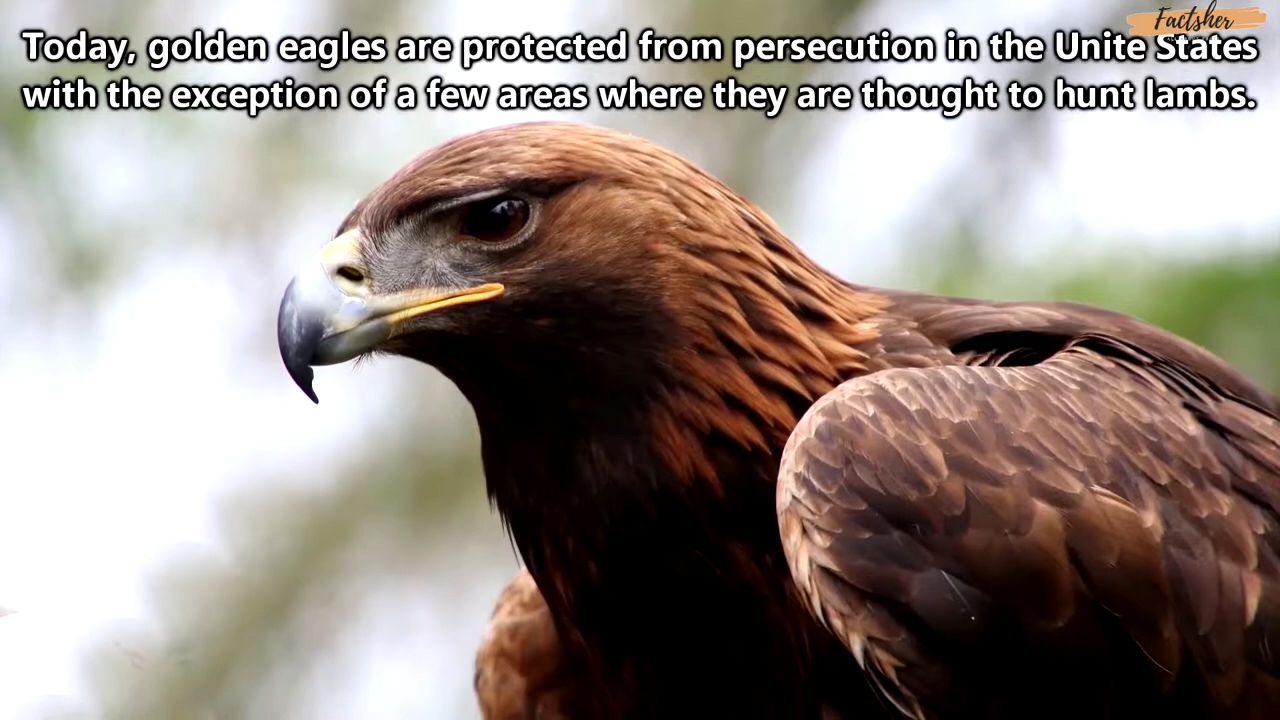 Factsher
Today, golden eagles are protected from persecution in the Unite States
with the exception of a few areas where they are thought to hunt lambs.